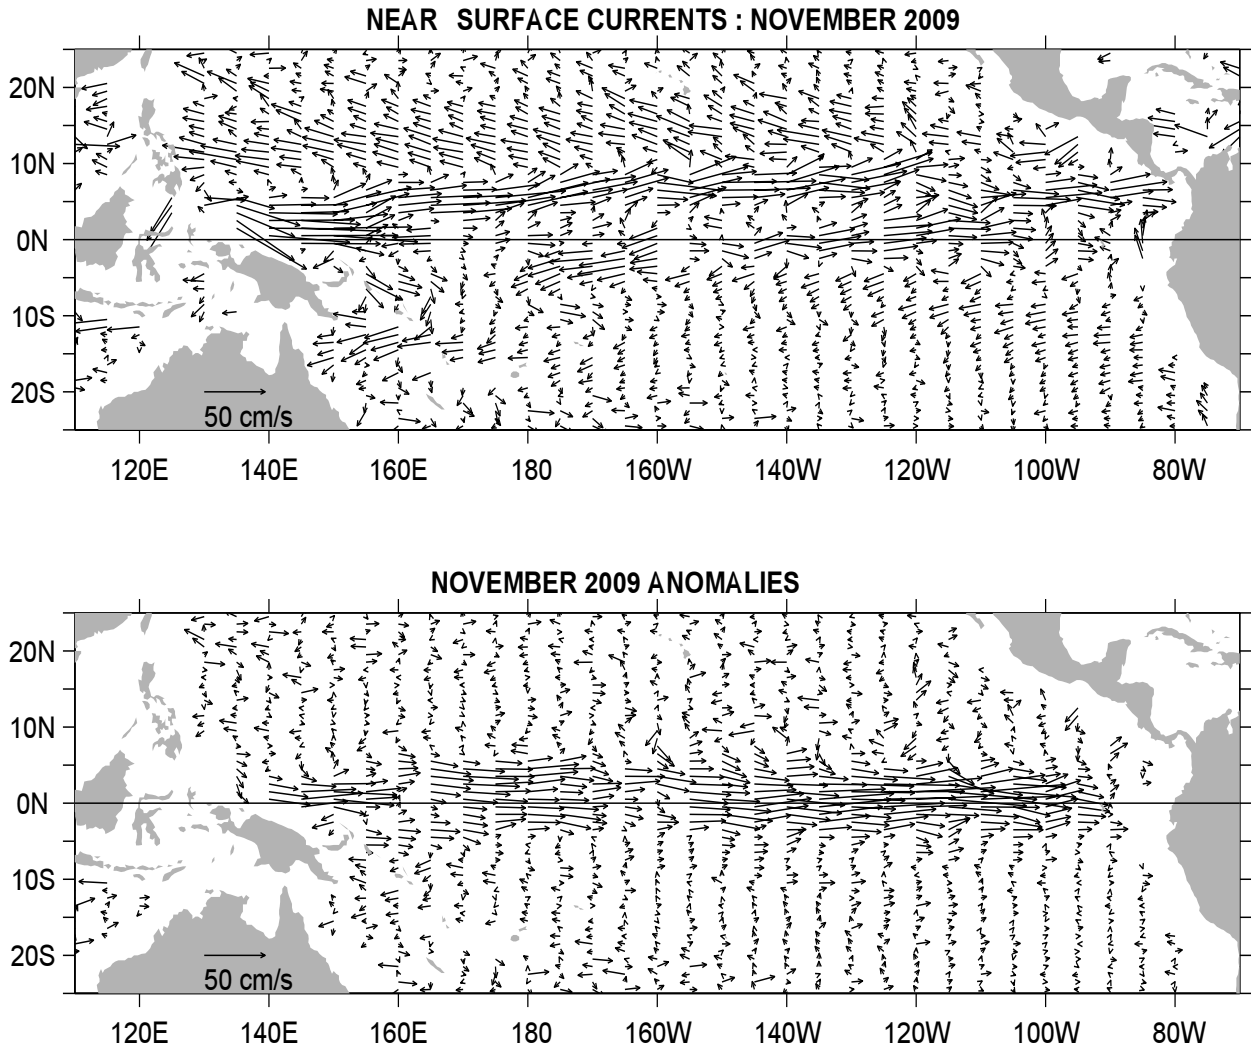 NEAR SURFACE CURRENTS : NOVEMBER 2009
20N
10N
0N
10S
20S
50 cm/s
120E 140E 160E 180 160W 140W 120W 100W 80W
NOVEMBER 2009 ANOMALIES
20N
10N
0N
10S
20S
50 cm/s
120E 140E 160E 180 160W 140W 120W 100W 80W